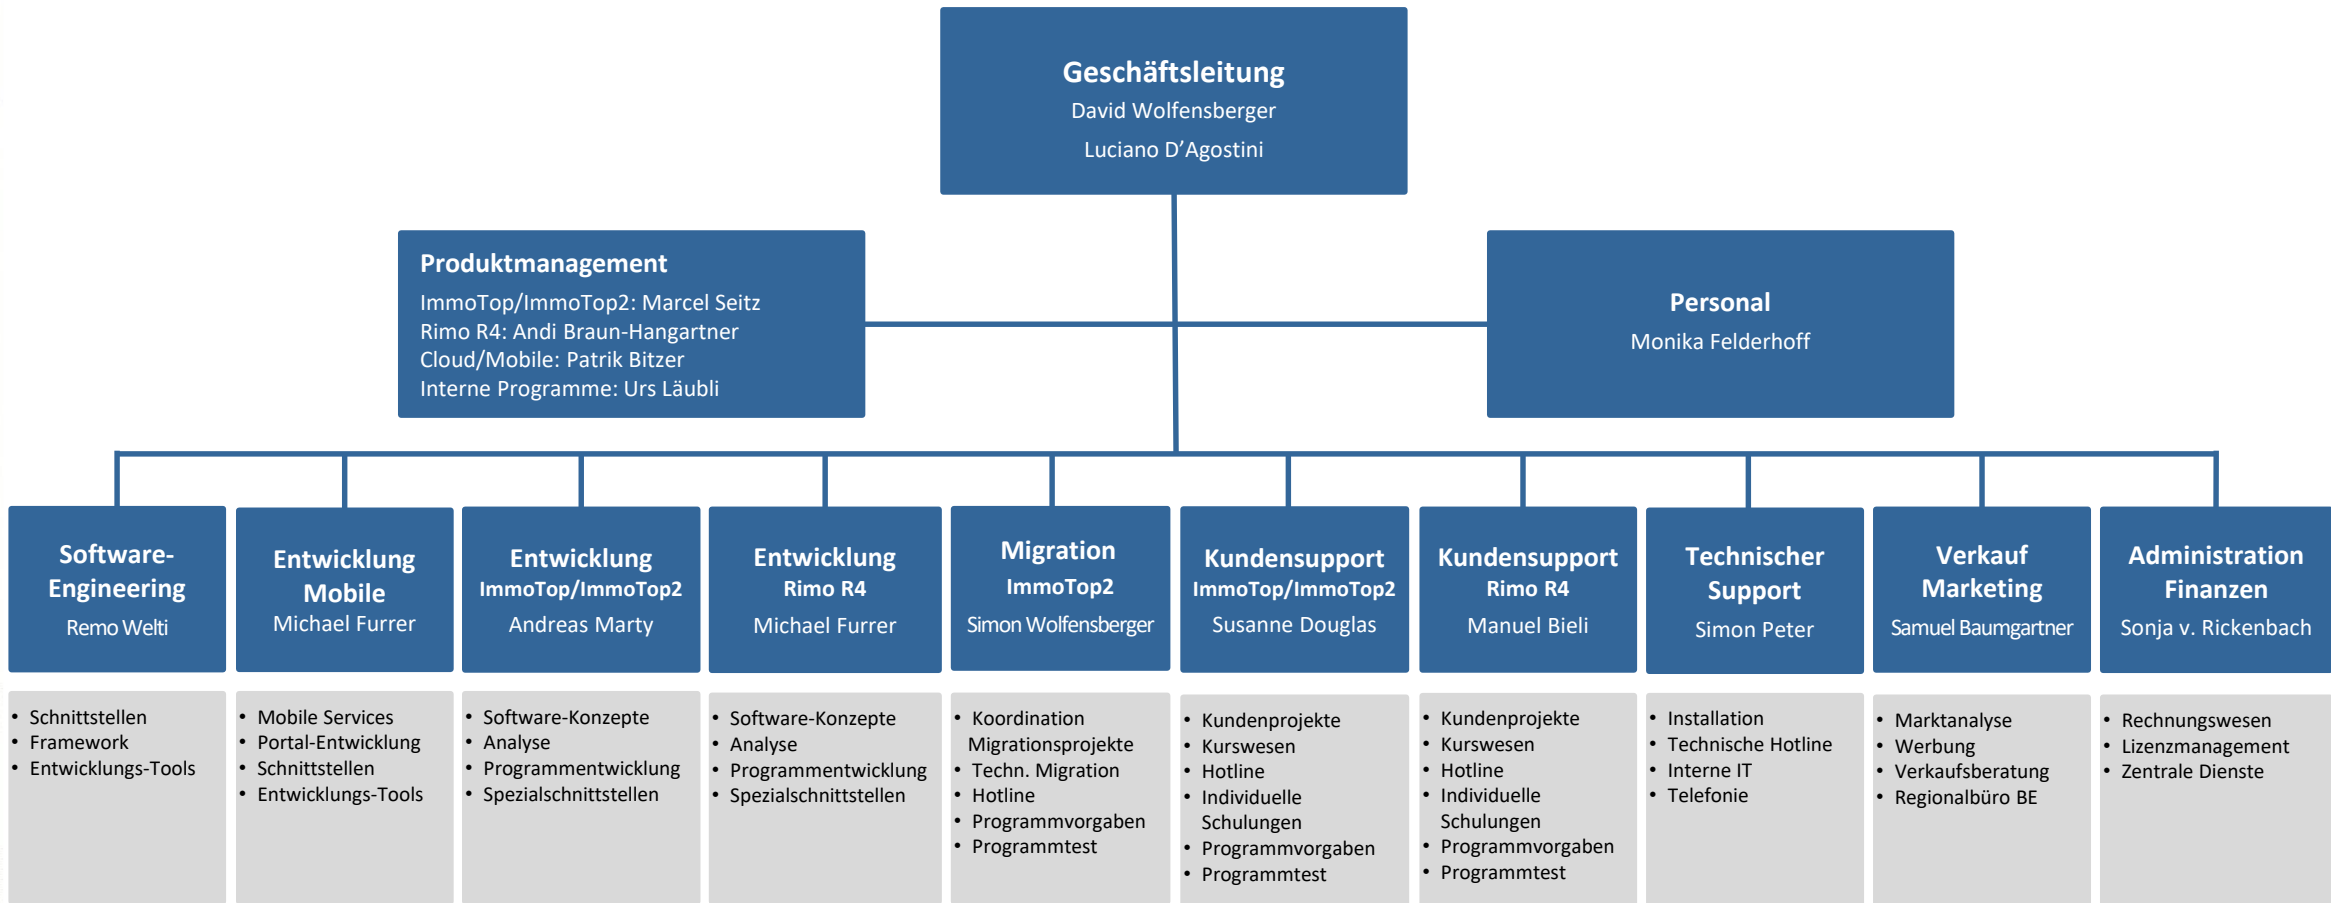 Geschäftsleitung
David Wolfensberger
Luciano D’Agostini
Produktmanagement
ImmoTop/ImmoTop2: Marcel Seitz
Rimo R4: Andi Braun-Hangartner
Cloud/Mobile: Patrik Bitzer
Interne Programme: Urs Läubli
Personal
Monika Felderhoff
Software-
Engineering
Remo Welti
Entwicklung
Mobile
Michael Furrer
Entwicklung
ImmoTop/ImmoTop2
Andreas Marty
Entwicklung
Rimo R4
Michael Furrer
Migration
ImmoTop2
Simon Wolfensberger
Kundensupport
ImmoTop/ImmoTop2
Susanne Douglas
Kundensupport
Rimo R4
Manuel Bieli
Technischer
Support
Simon Peter
Verkauf
Marketing
Samuel Baumgartner
Administration
Finanzen
Sonja v. Rickenbach
• Schnittstellen
• Framework
• Entwicklungs-Tools
• Mobile Services
• Portal-Entwicklung
• Schnittstellen
• Entwicklungs-Tools
• Software-Konzepte
• Analyse
• Programmentwicklung
• Spezialschnittstellen
• Software-Konzepte
• Analyse
• Programmentwicklung
• Spezialschnittstellen
• Koordination
Migrationsprojekte
• Techn. Migration
• Hotline
• Programmvorgaben
• Programmtest
• Kundenprojekte
• Kurswesen
• Hotline
• Individuelle
Schulungen
• Programmvorgaben
• Programmtest
• Kundenprojekte
• Kurswesen
• Hotline
• Individuelle
Schulungen
• Programmvorgaben
• Programmtest
• Installation
• Technische Hotline
• Interne IT
• Telefonie
• Marktanalyse
• Werbung
• Verkaufsberatung
• Regionalbüro BE
• Rechnungswesen
• Lizenzmanagement
• Zentrale Dienste